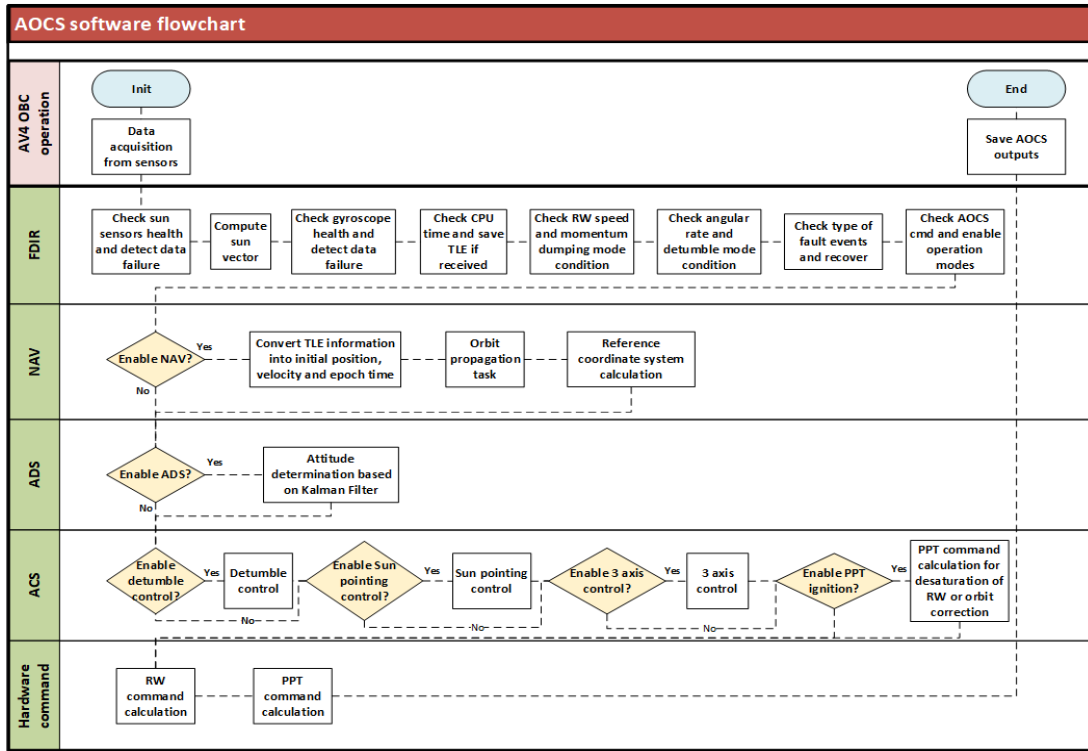 AOCS software flowchart
AV4 OBC
operation
Init
End
Data
acquisition
from sensors
Save AOCS
outputs
FDIR
Check sun
sensors health
and detect data
failure
Compute
sun
vector
Check gyroscope
health and
detect data
failure
Check CPU
time and save
TLE if
received
Check RW speed
and momentum
dumping mode
condition
Check angular
rate and
detumble mode
condition
Check type of
fault events
and recover
Check AOCS
cmd and enable
operation
modes
NAV
Enable NAV?
Yes
No
Convert TLE information
into initial position,
velocity and epoch time
Orbit
propagation
task
Reference
coordinate system
calculation
ADS
Enable ADS?
Yes
No
Attitude
determination based
on Kalman Filter
ACS
Enable
detumble
control?
Yes
No
Detumble
control
Enable Sun
pointing
control?
Yes
No
Sun pointing
control
Enable 3 axis
control?
Yes
No
3 axis
control
Enable PPT
ignition?
Yes
PPT command
calculation for
desaturation of
RW or orbit
correction
Hardware
command
RW
command
calculation
PPT
command
calculation